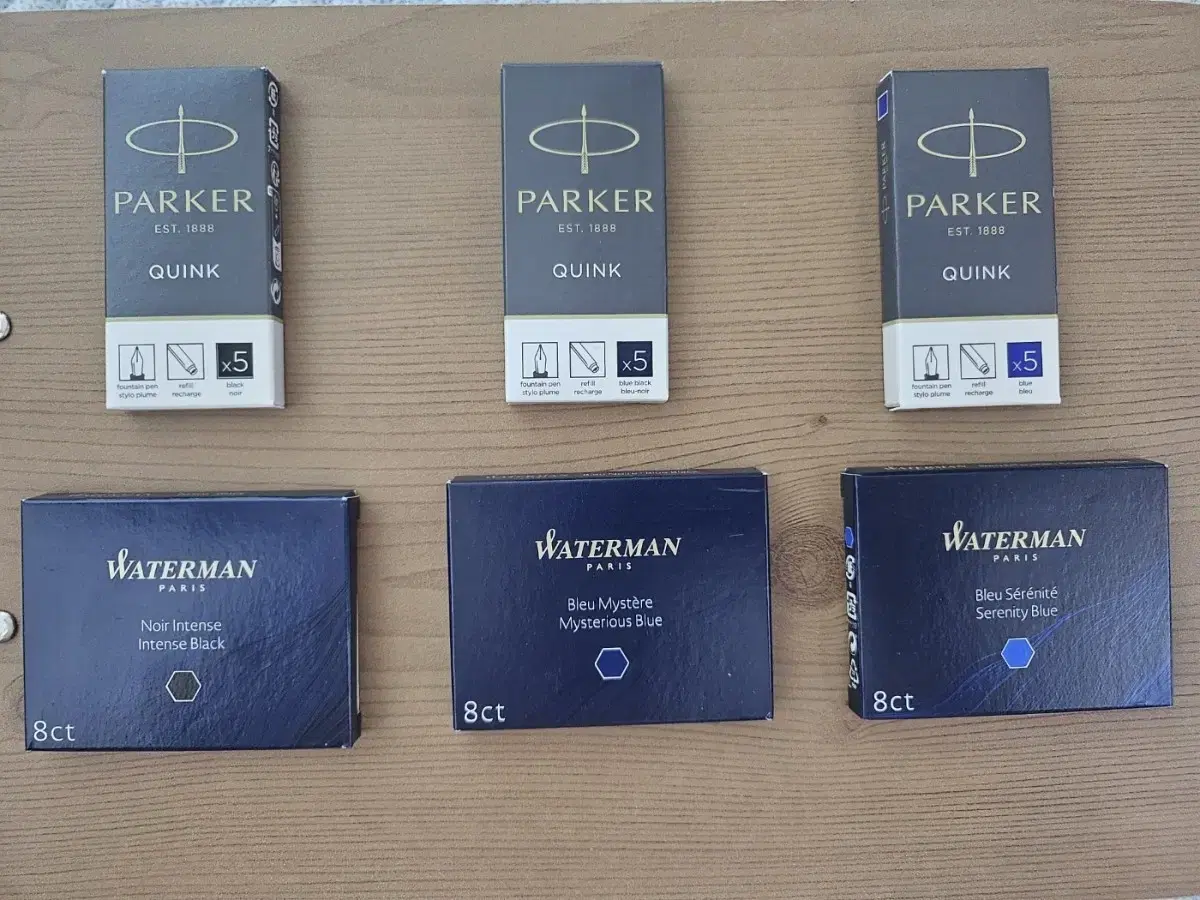 PARKER
EST. 1888
QUINK
fountain pen
stylo plume
refill
recharge
x5
black
noir
PARKER
EST. 1888
QUINK
fountain pen
stylo plume
refill
recharge
x5
blue black
bleu-noir
PARKER
PARKER
EST. 1888
QUINK
fountain pen
stylo plume
refill
recharge
x5
blue
bleu
WATERMAN
PARIS
Noir Intense
Intense Black
8ct
WATERMAN
PARIS
Bleu Mystère
Mysterious Blue
8ct
WATERMAN
PARIS
Bleu Sérénité
Serenity Blue
8ct